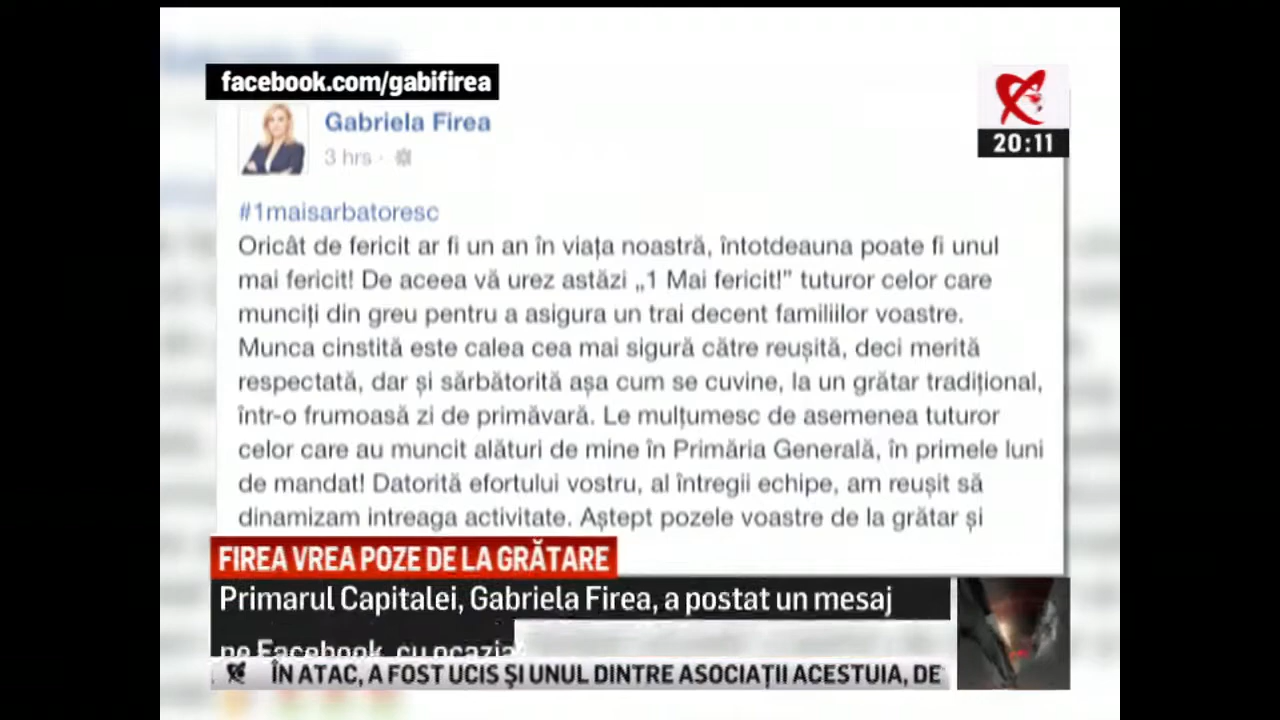 facebook.com/gabifirea
Gabriela Firea
3 hrs ·
20:11
#1maisarbatoresc
Oricât de fericit ar fi un an în viața noastră, întotdeauna poate fi unul
mai fericit! De aceea vă urez astăzi „1 Mai fericit!” tuturor celor care
munciți din greu pentru a asigura un trai decent familiilor voastre.
Munca cinstită este calea cea mai sigură către reușită, deci merită
respectată, dar și sărbătorită așa cum se cuvine, la un grătar tradițional,
într-o frumoasă zi de primăvară. Le mulțumesc de asemenea tuturor
celor care au muncit alături de mine în Primăria Generală, în primele luni
de mandat! Datorită efortului vostru, al întregii echipe, am reușit să
dinamizam intreaga activitate. Aștept pozele voastre de la grătar și
FIREA VREA POZE DE LA GRĂTARE
Primarul Capitalei, Gabriela Firea, a postat un mesaj
pe Facebook, cu ocazia
ÎN ATAC, A FOST UCIS ŞI UNUL DINTRE ASOCIAŢII ACESTUIA, DE